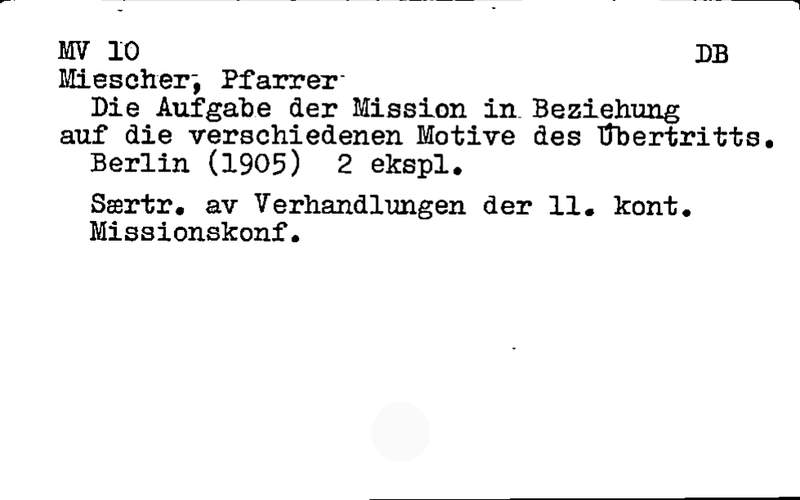 MV 10 DB
Miescher, Pfarrer
Die Aufgabe der Mission in Beziehung
auf die verschiedenen Motive des Übertritts.
Berlin (1905) 2 ekspl.
Særtr. av Verhandlungen der 11. kont.
Missionskonf.